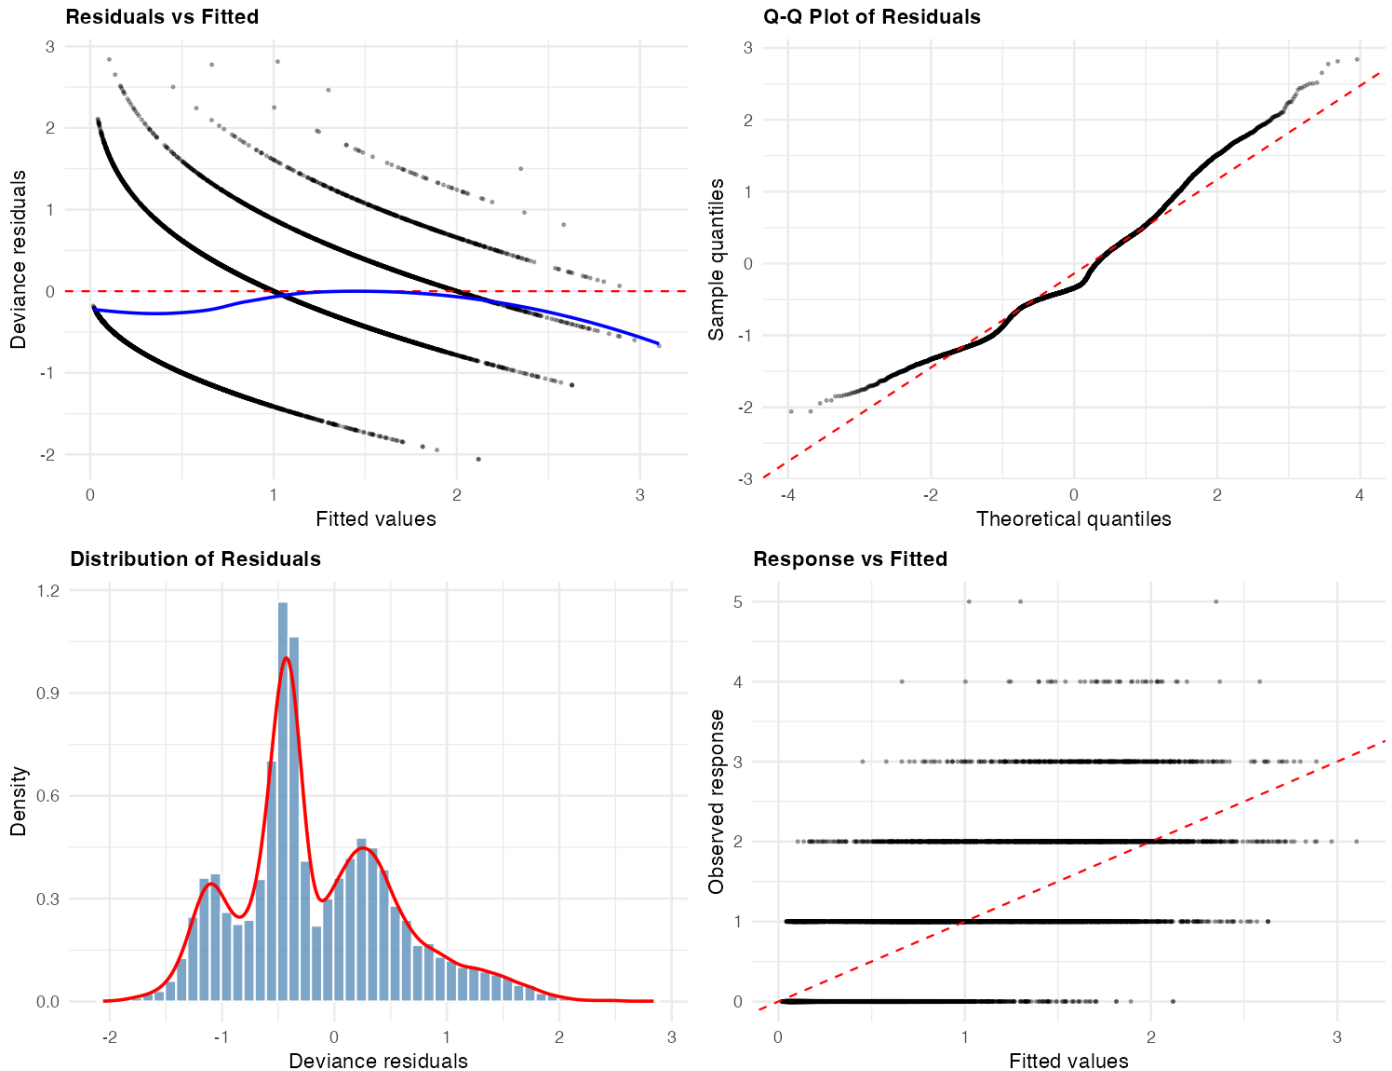 Residuals vs Fitted
Deviance residuals
3
2
1
0
-1
-2
0 1 2 3
Fitted values
Q-Q Plot of Residuals
Sample quantiles
3
2
1
0
-1
-2
-3
-4 -2 0 2 4
Theoretical quantiles
Distribution of Residuals
Density
1.2
0.9
0.6
0.3
0.0
-2 -1 0 1 2 3
Deviance residuals
Response vs Fitted
Observed response
5
4
3
2
1
0
0 1 2 3
Fitted values